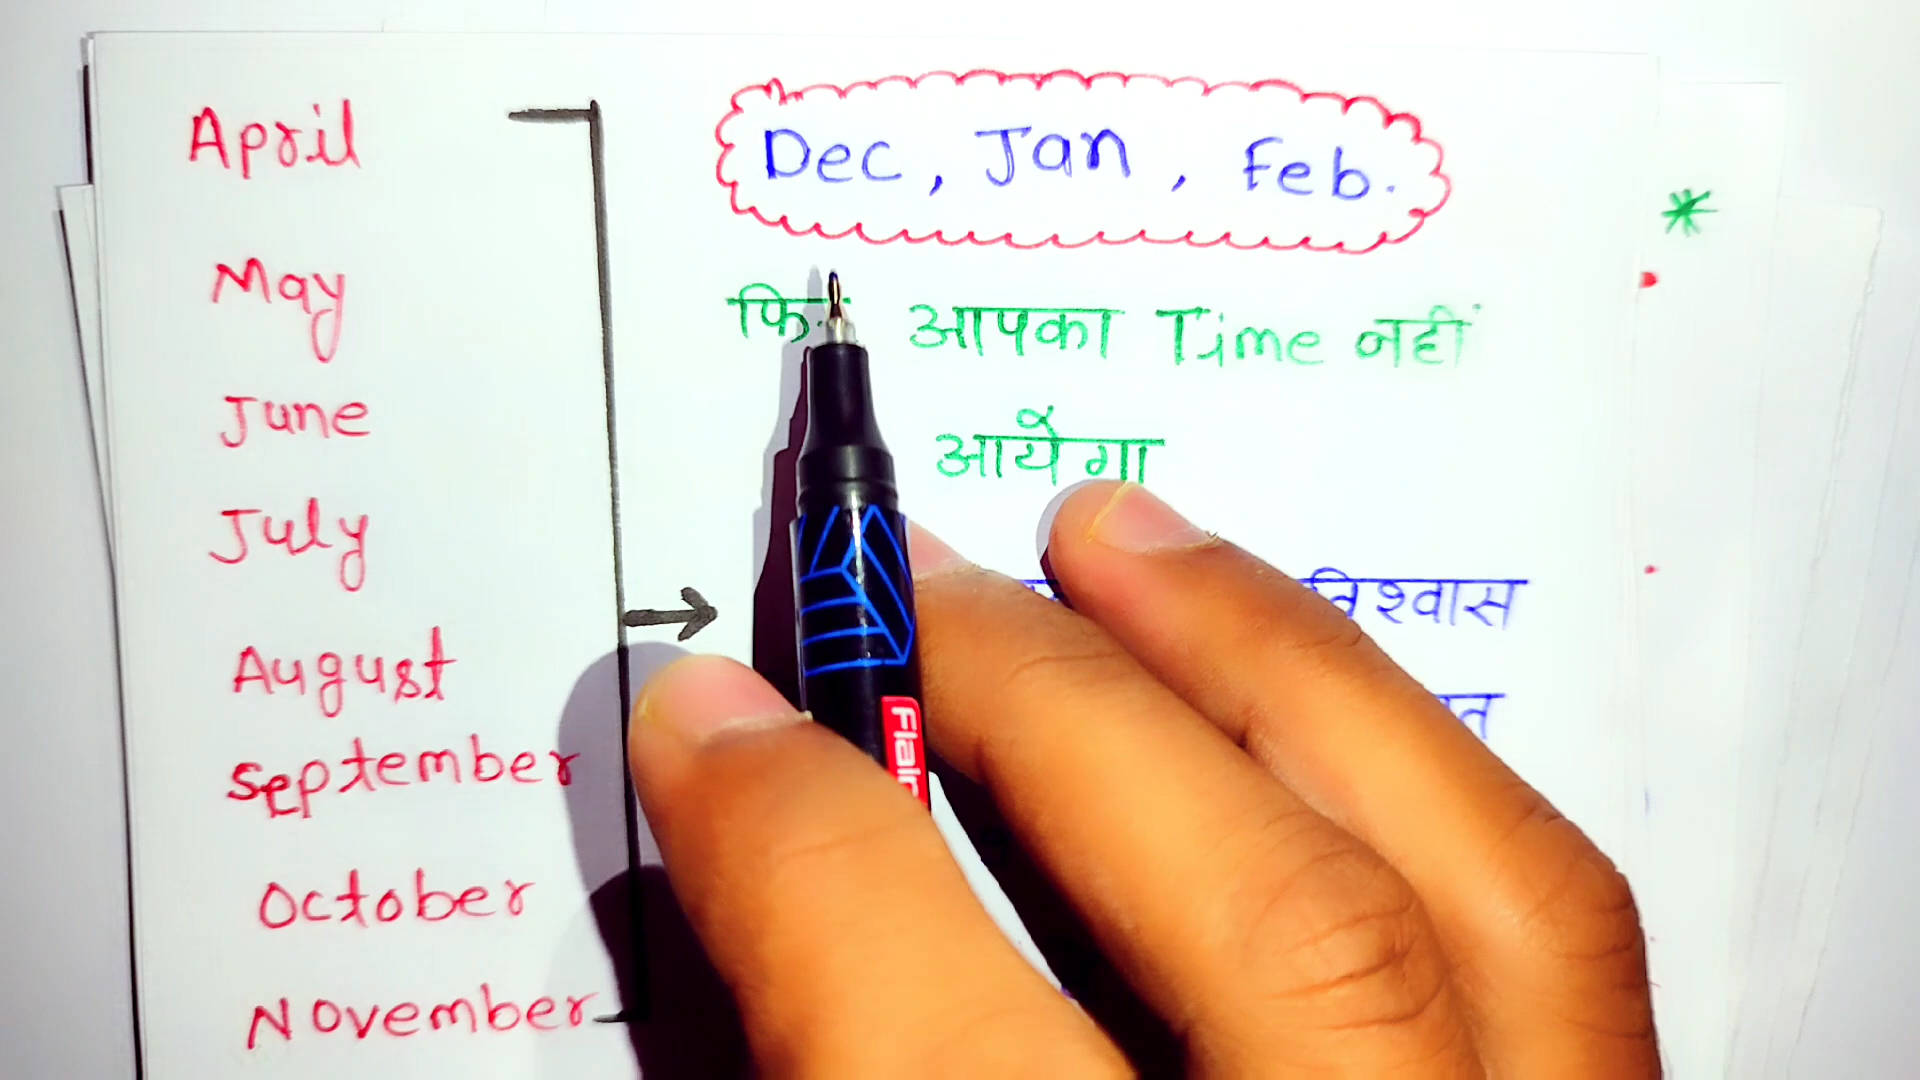 April
May
June
July
August
September
October
November
Dec, Jan, Feb.
आपका Time नहीं
आयेगा
विश्वास
Flair